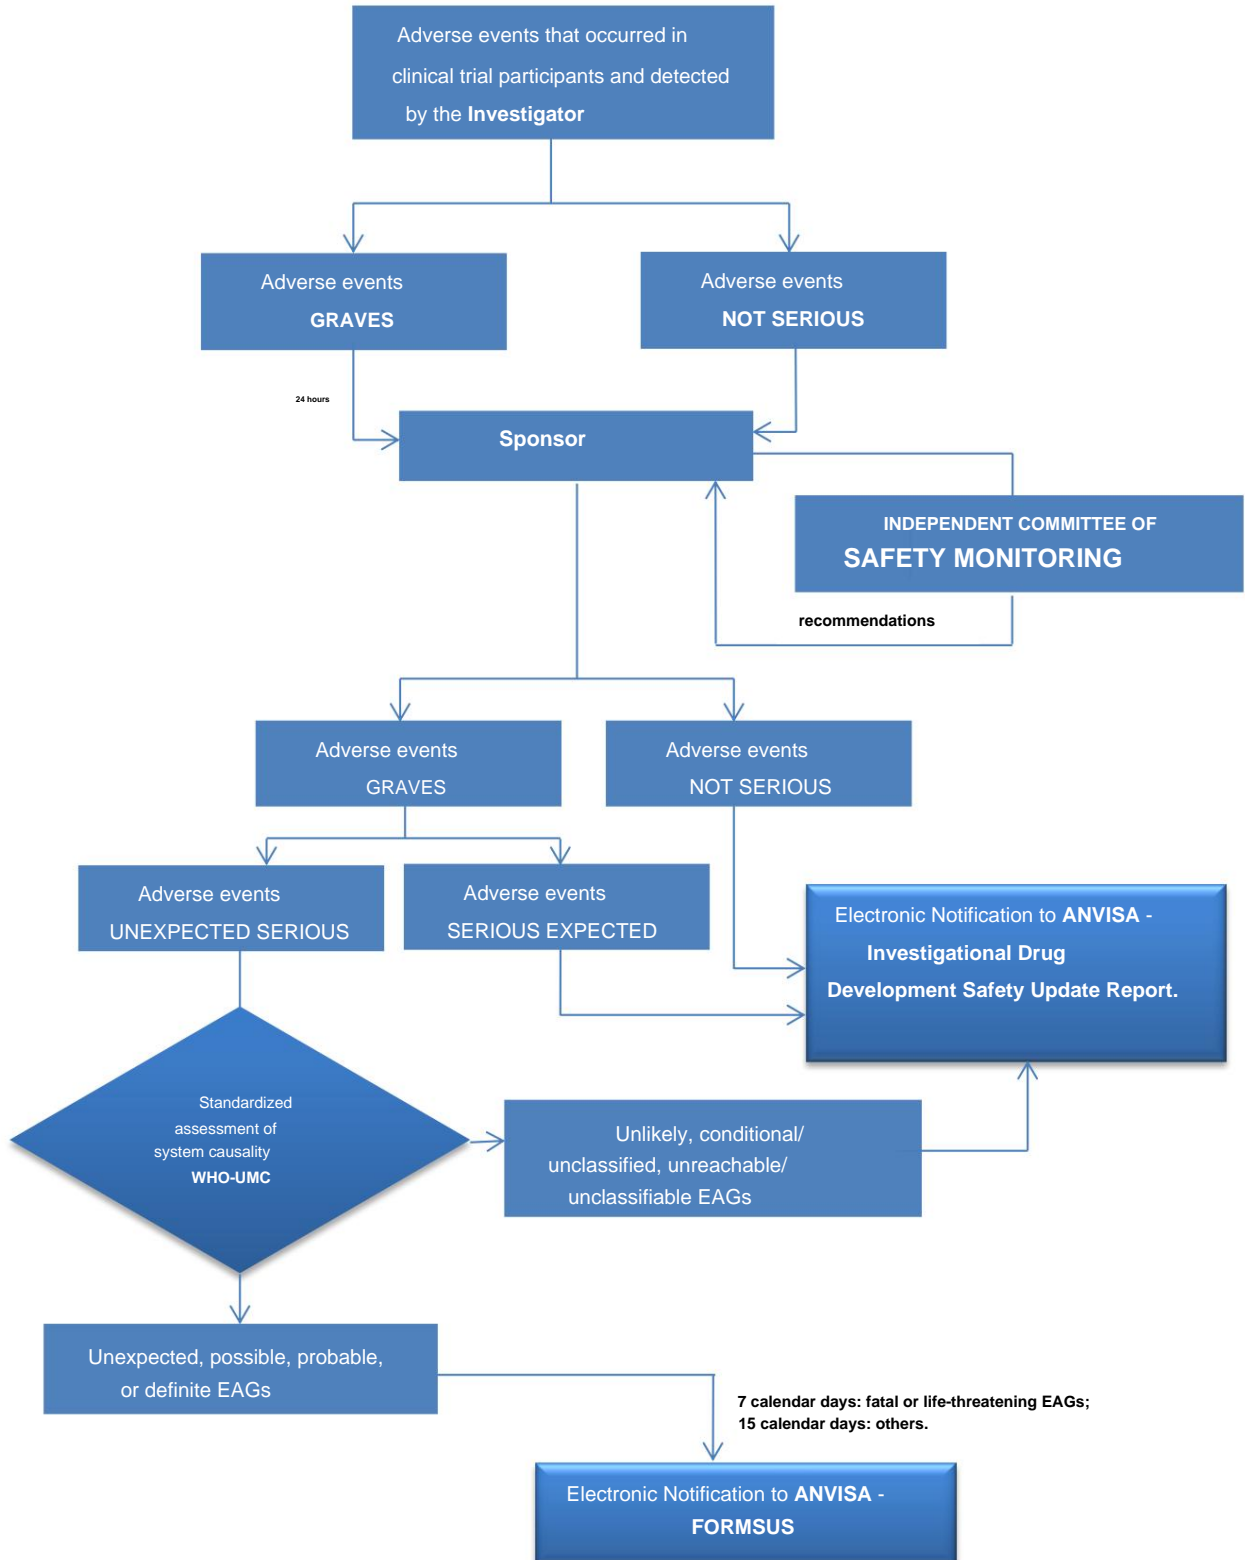 Adverse events that occurred in
clinical trial participants and detected
by the Investigator
Adverse events
GRAVES
Adverse events
NOT SERIOUS
24 hours
Sponsor
INDEPENDENT COMMITTEE OF
SAFETY MONITORING
recommendations
Adverse events
GRAVES
Adverse events
NOT SERIOUS
Adverse events
UNEXPECTED SERIOUS
Adverse events
SERIOUS EXPECTED
Electronic Notification to ANVISA -
Investigational Drug
Development Safety Update Report.
Standardized
assessment of
system causality
WHO-UMC
Unlikely, conditional/
unclassified, unreachable/
unclassifiable EAGs
Unexpected, possible, probable,
or definite EAGs
7 calendar days: fatal or life-threatening EAGs;
15 calendar days: others.
Electronic Notification to ANVISA -
FORMSUS